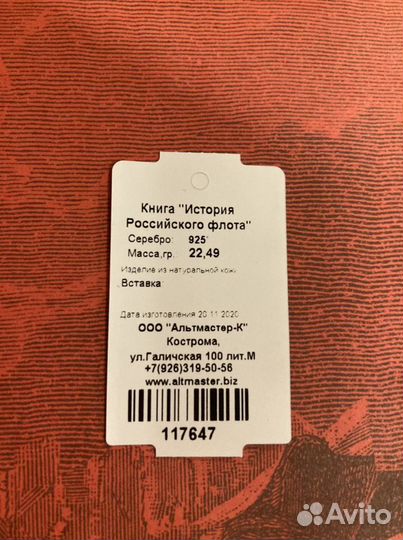 Книга "История
Российского флота"
Серебро: 925°
Масса,гр.: 22,49
Изделие из натуральной кожи
Вставка:
Дата изготовления 20.11.2020
ООО "Альтмастер-К"
Кострома,
ул.Галичская 100 лит.М
+7(926)319-50-56
www.altmaster.biz
117647
Avito